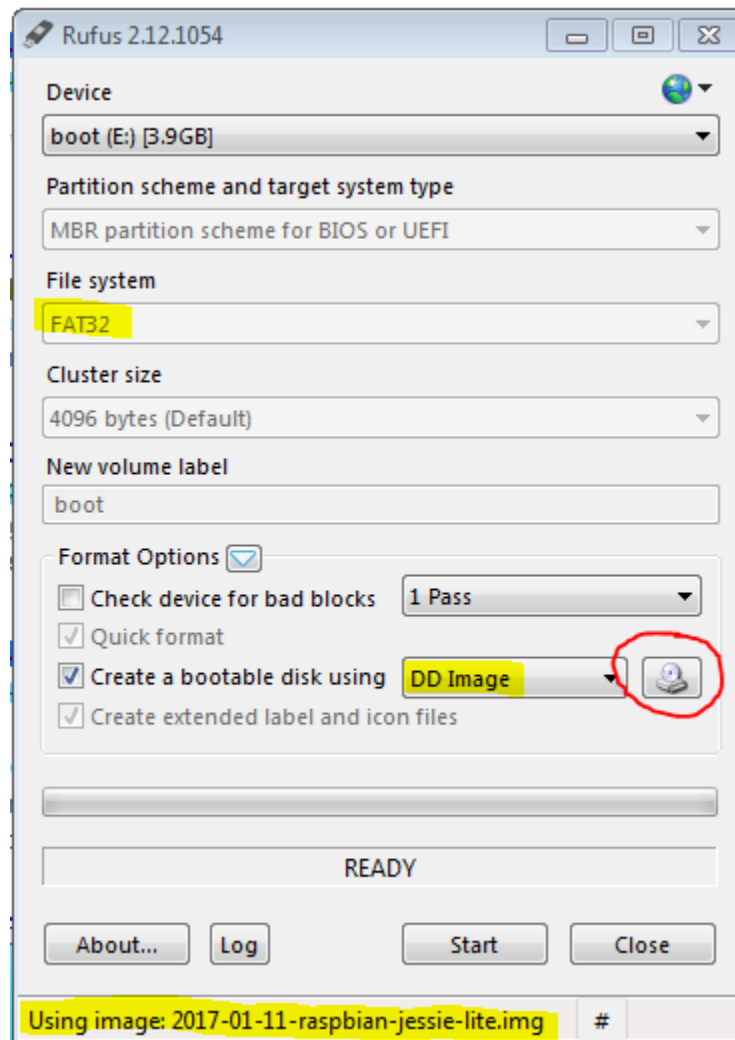 Rufus 2.12.1054
Device
boot (E:) [3.9GB]
Partition scheme and target system type
MBR partition scheme for BIOS or UEFI
File system
FAT32
Cluster size
4096 bytes (Default)
New volume label
boot
Format Options
Check device for bad blocks 1 Pass
Quick format
Create a bootable disk using DD Image
Create extended label and icon files
READY
About... Log Start Close
Using image: 2017-01-11-raspbian-jessie-lite.img #